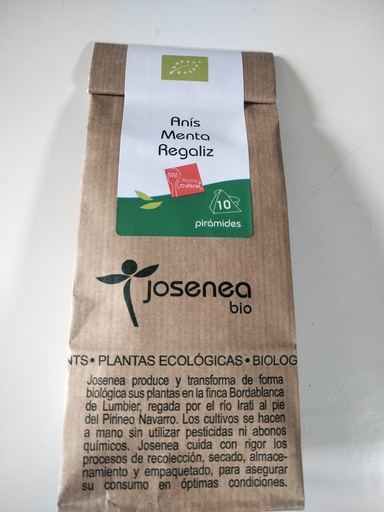 Anís
Menta
Regaliz
Reyno
Gourmet
10
pirámides
josenea
bio
NTS • PLANTAS ECOLÓGICAS • BIOLOG
Josenea produce y transforma de forma
biológica sus plantas en la finca Bordablanca
de Lumbier, regada por el río Irati al pie
del Pirineo Navarro. Los cultivos se hacen
a mano sin utilizar pesticidas ni abonos
químicos. Josenea cuida con rigor los
procesos de recolección, secado, almace-
namiento y empaquetado, para asegurar
su consumo en óptimas condiciones.